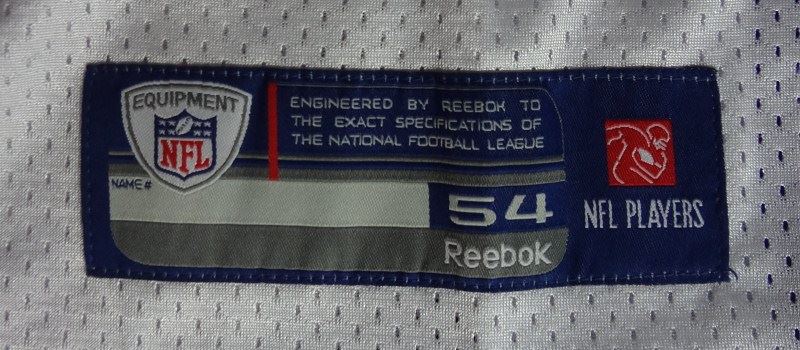 EQUIPMENT
NFL
ENGINEERED BY REEBOK TO
THE EXACT SPECIFICATIONS OF
THE NATIONAL FOOTBALL LEAGUE
NAME #
54
Reebok
NFL PLAYERS